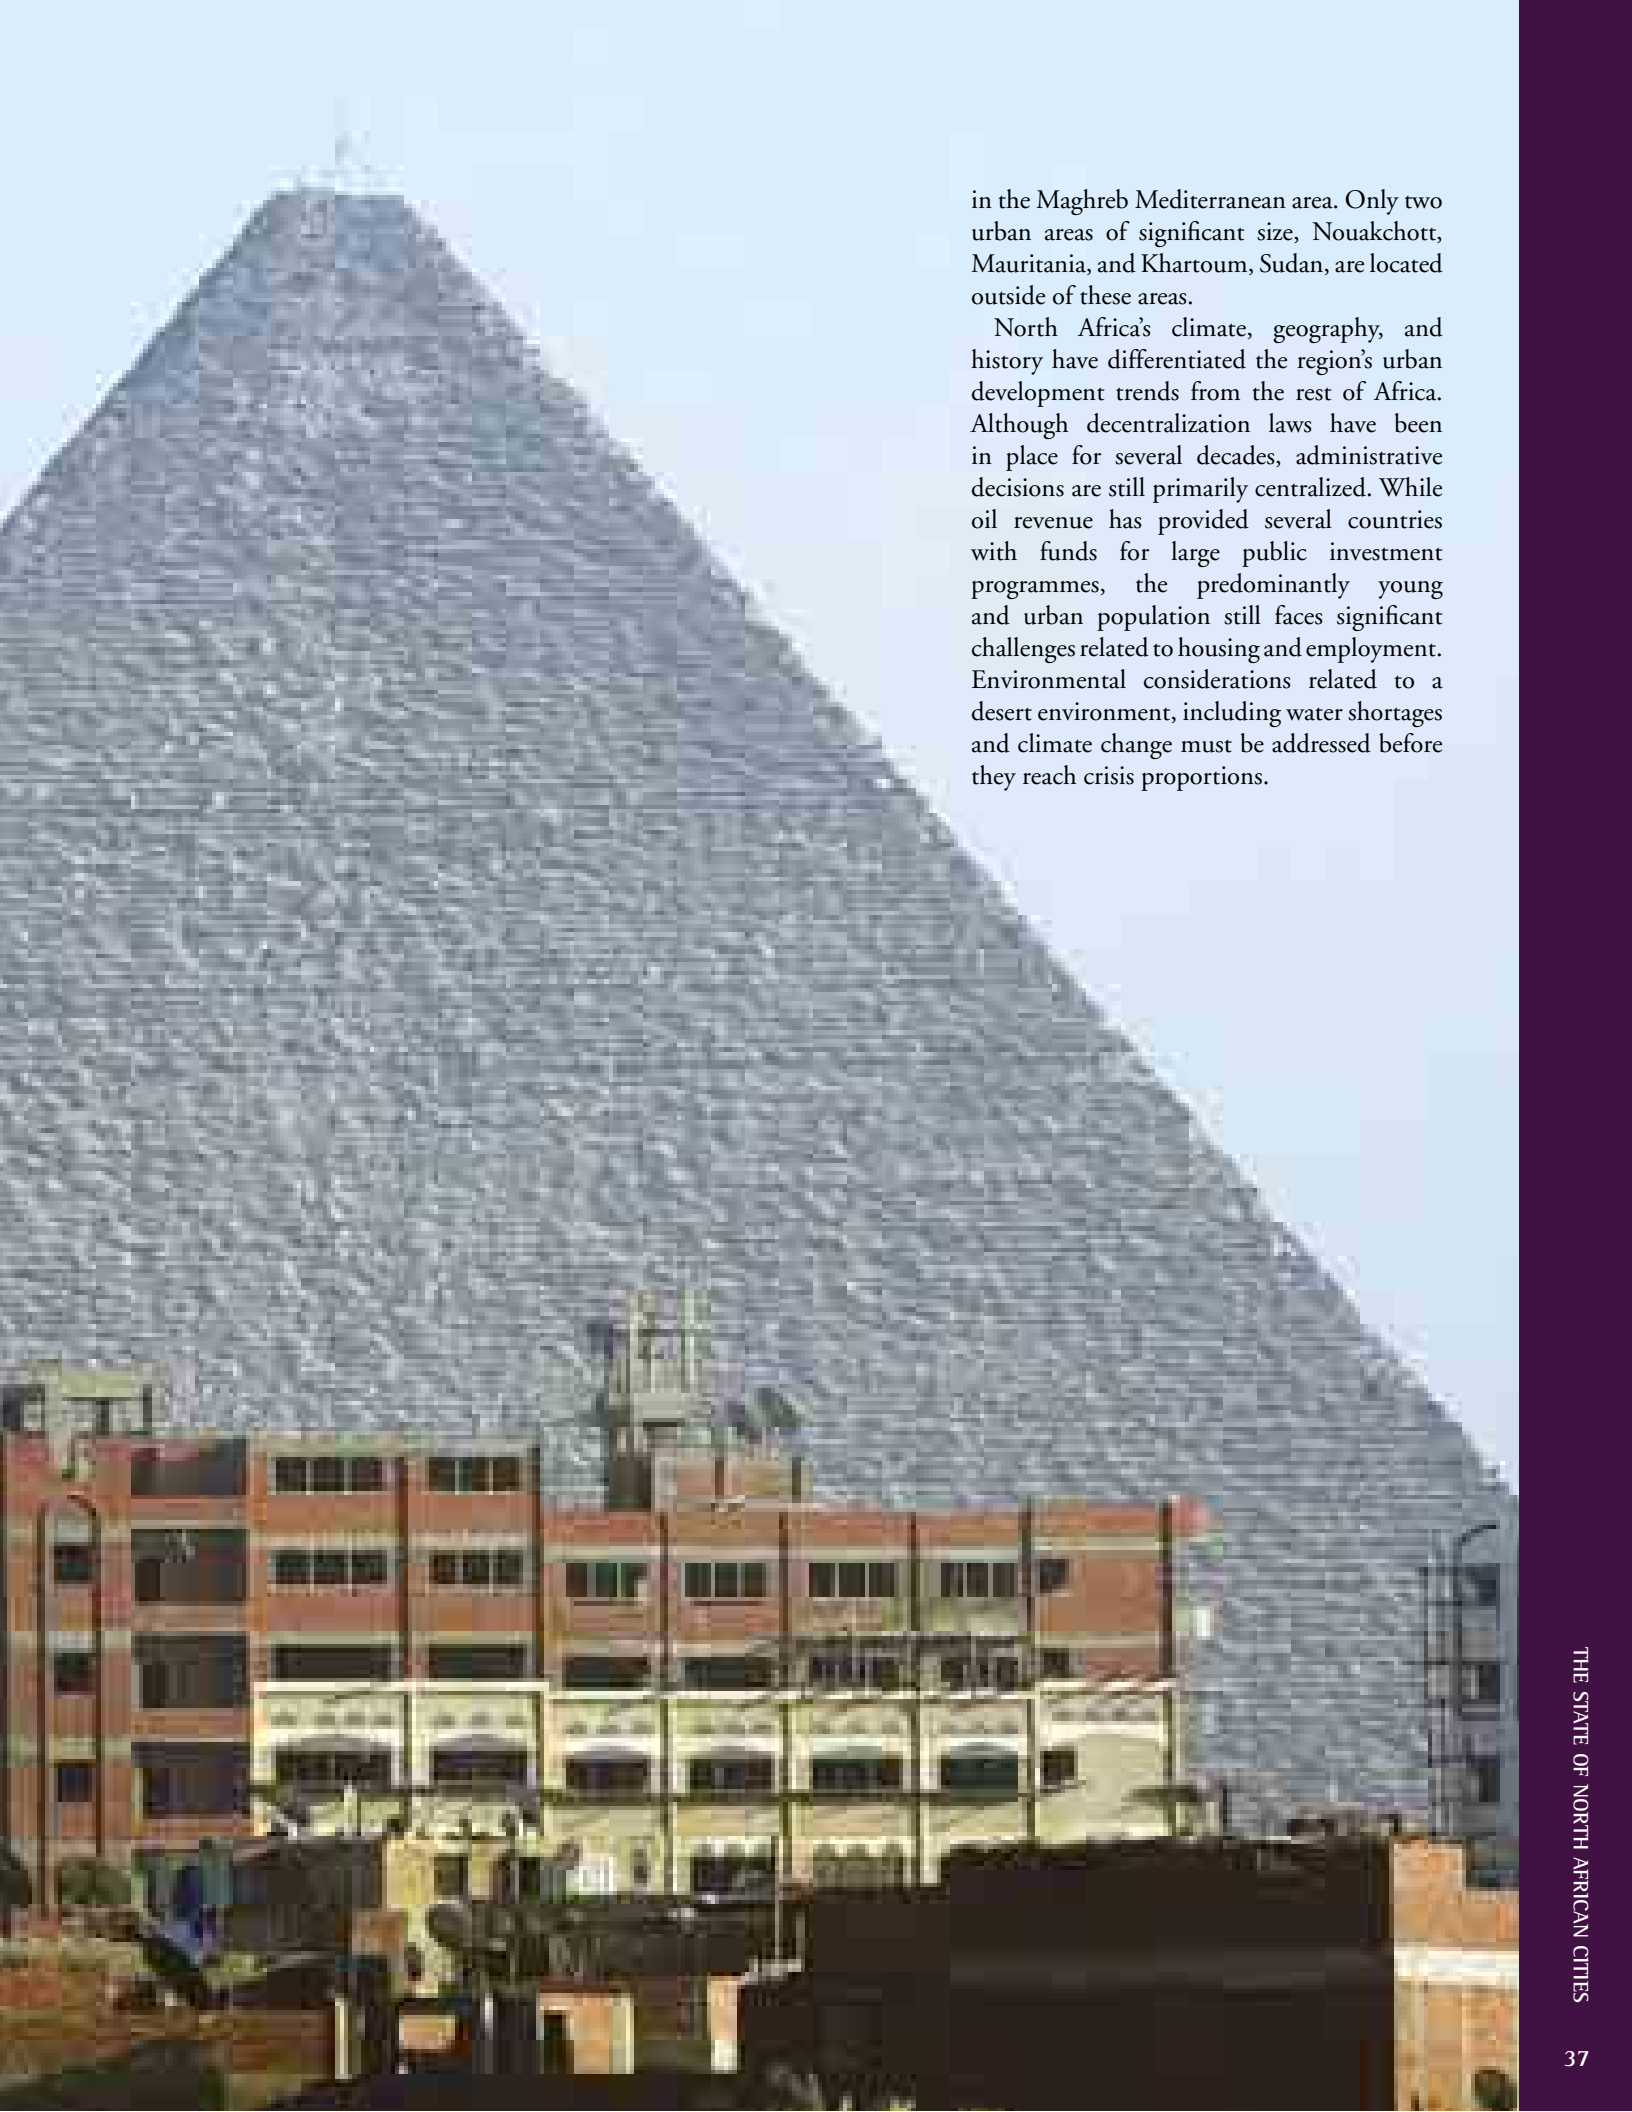 in the Maghreb Mediterranean area. Only two
urban areas of significant size, Nouakchott,
Mauritania, and Khartoum, Sudan, are located
outside of these areas.
North Africa’s climate, geography, and
history have differentiated the region’s urban
development trends from the rest of Africa.
Although decentralization laws have been
in place for several decades, administrative
decisions are still primarily centralized. While
oil revenue has provided several countries
with funds for large public investment
programmes, the predominantly young
and urban population still faces significant
challenges related to housing and employment.
Environmental considerations related to a
desert environment, including water shortages
and climate change must be addressed before
they reach crisis proportions.
THE STATE OF NORTH AFRICAN CITIES
37